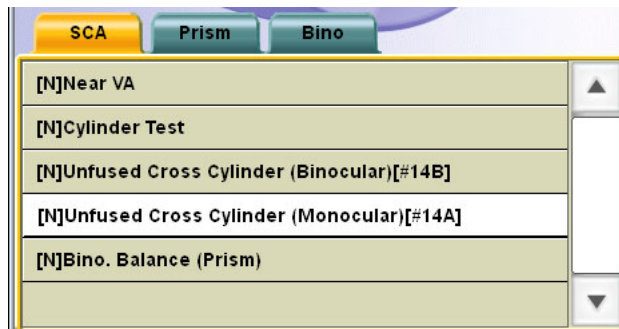 SCA Prism Bino
[N]Near VA
[N]Cylinder Test
[N]Unfused Cross Cylinder (Binocular)[#14B]
[N]Unfused Cross Cylinder (Monocular)[#14A]
[N]Bino. Balance (Prism)